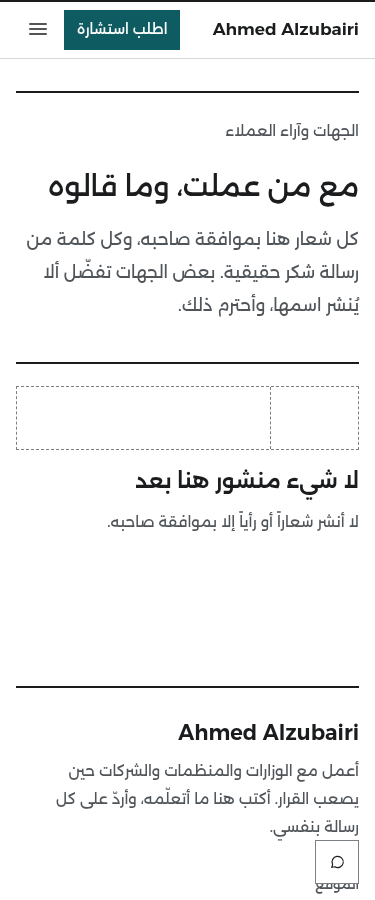 Ahmed Alzubairi
اطلب استشارة
الجهات وآراء العملاء
مع من عملت، وما قالوه
كل شعار هنا بموافقة صاحبه، وكل كلمة من
رسالة شكر حقيقية. بعض الجهات تفضّل ألا
يُنشر اسمها، وأحترم ذلك.
لا شيء منشور هنا بعد
لا أنشر شعاراً أو رأياً إلا بموافقة صاحبه.
Ahmed Alzubairi
أعمل مع الوزارات والمنظمات والشركات حين
يصعب القرار. أكتب هنا ما أتعلّمه، وأردّ على كل
رسالة بنفسي.
الموقع